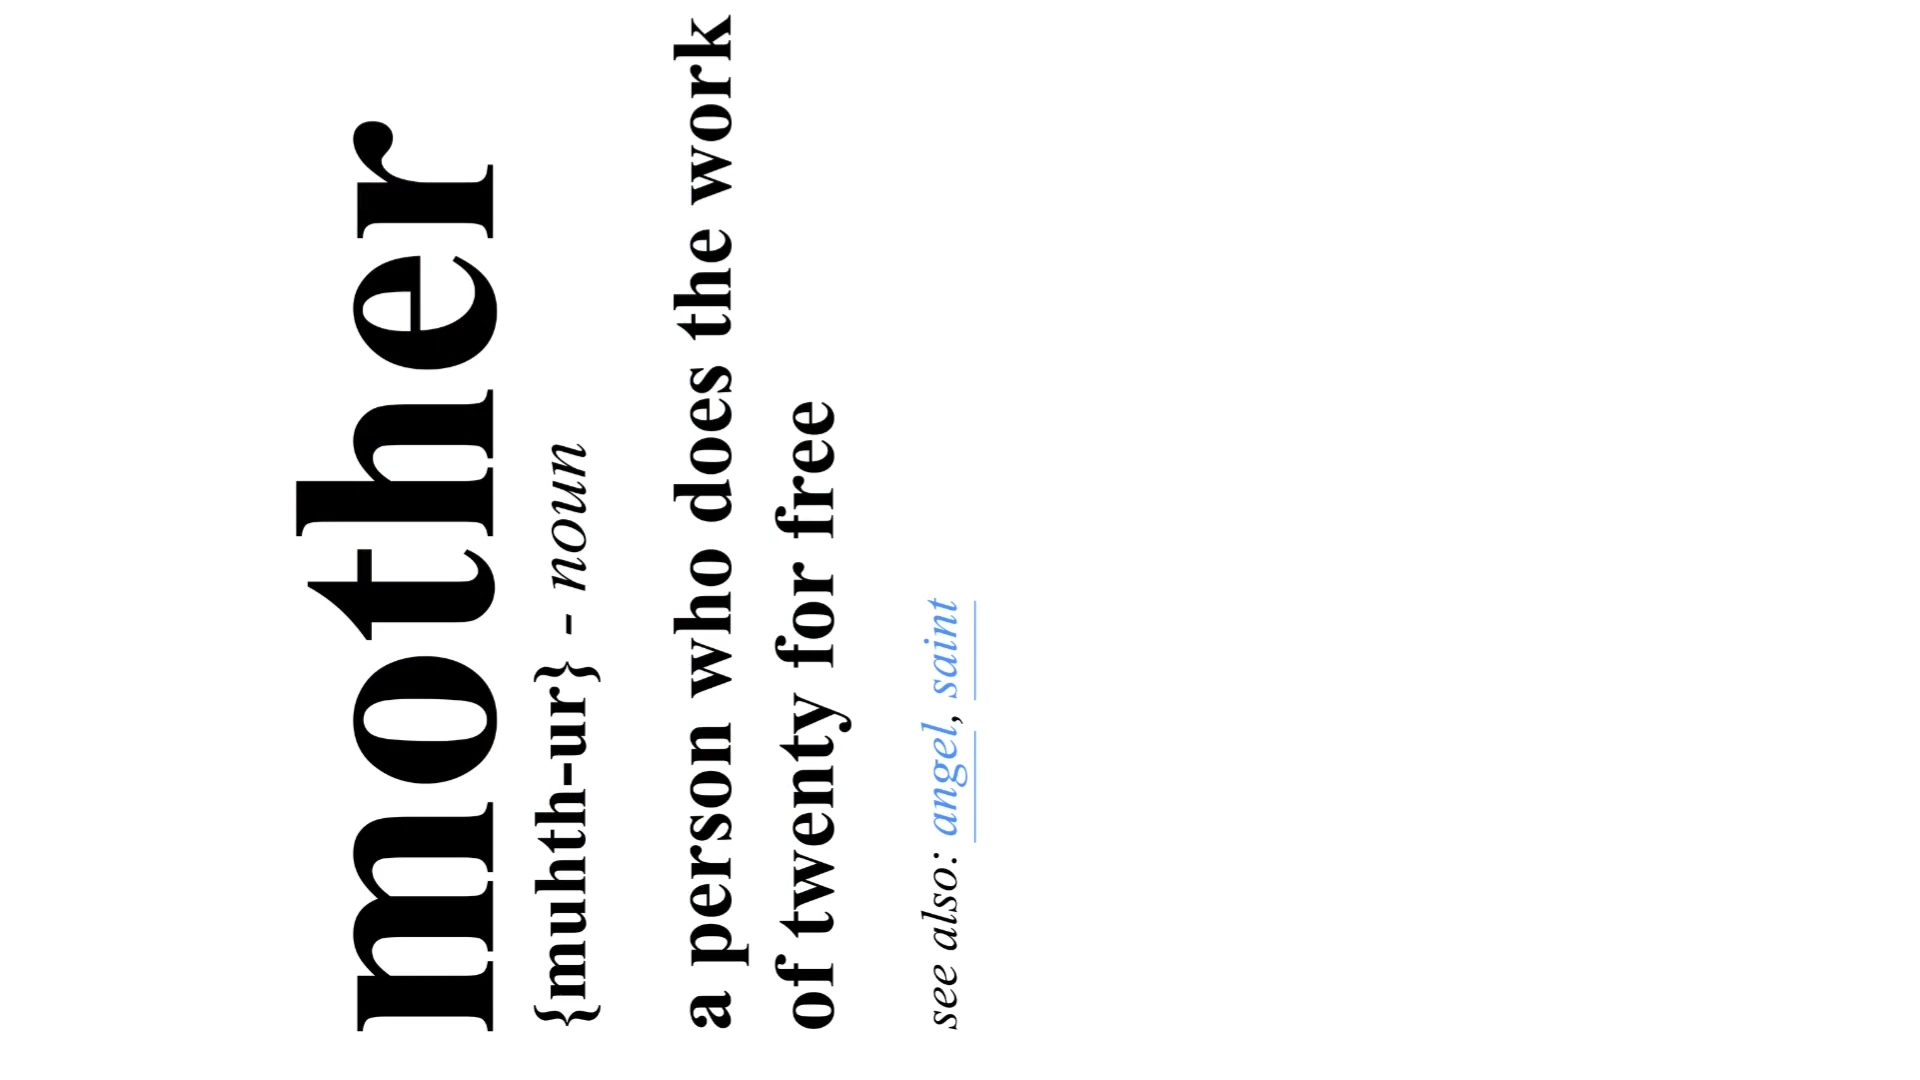 mother
{muhth-ur} - noun
a person who does the work
of twenty for free
see also: angel, saint